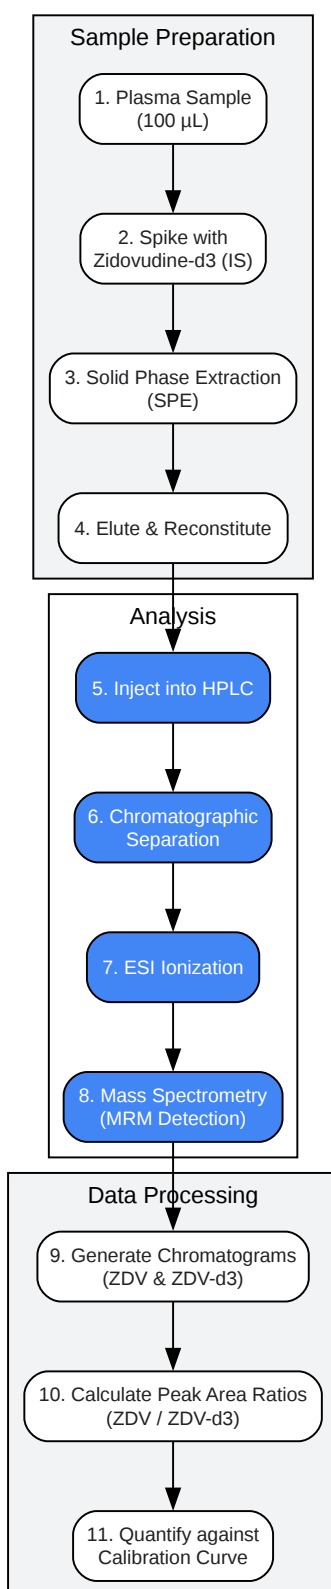 Sample Preparation
1. Plasma Sample
(100 µL)
2. Spike with
Zidovudine-d3 (IS)
3. Solid Phase Extraction
(SPE)
4. Elute & Reconstitute
Analysis
5. Inject into HPLC
6. Chromatographic
Separation
7. ESI Ionization
8. Mass Spectrometry
(MRM Detection)
Data Processing
9. Generate Chromatograms
(ZDV & ZDV-d3)
10. Calculate Peak Area Ratios
(ZDV / ZDV-d3)
11. Quantify against
Calibration Curve